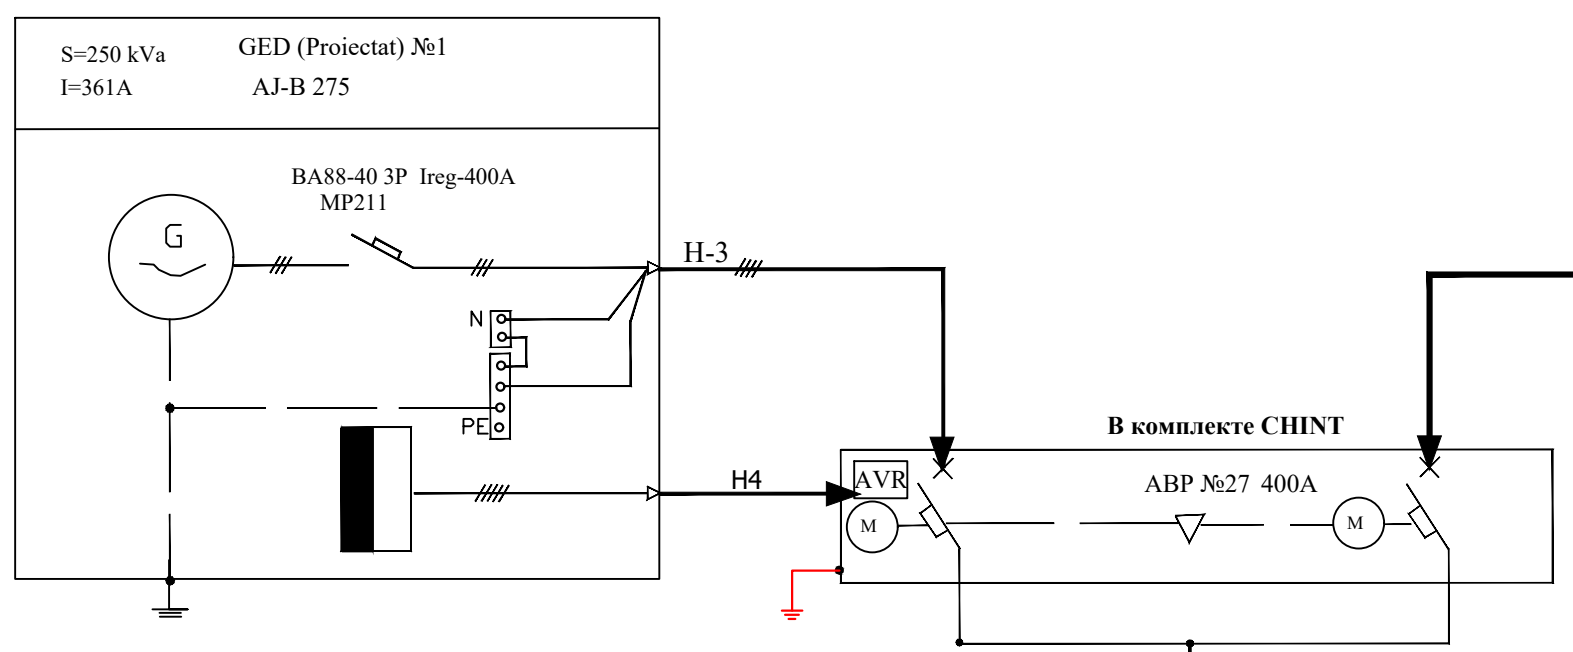 S=250 kVa
GED (Proiectat) №1
I=361A
AJ-B 275
BA88-40 3P Ireg-400A
MP211
G
H-3
N
PE
В комплекте CHINT
H4
AVR
АВР №27 400A
M
M